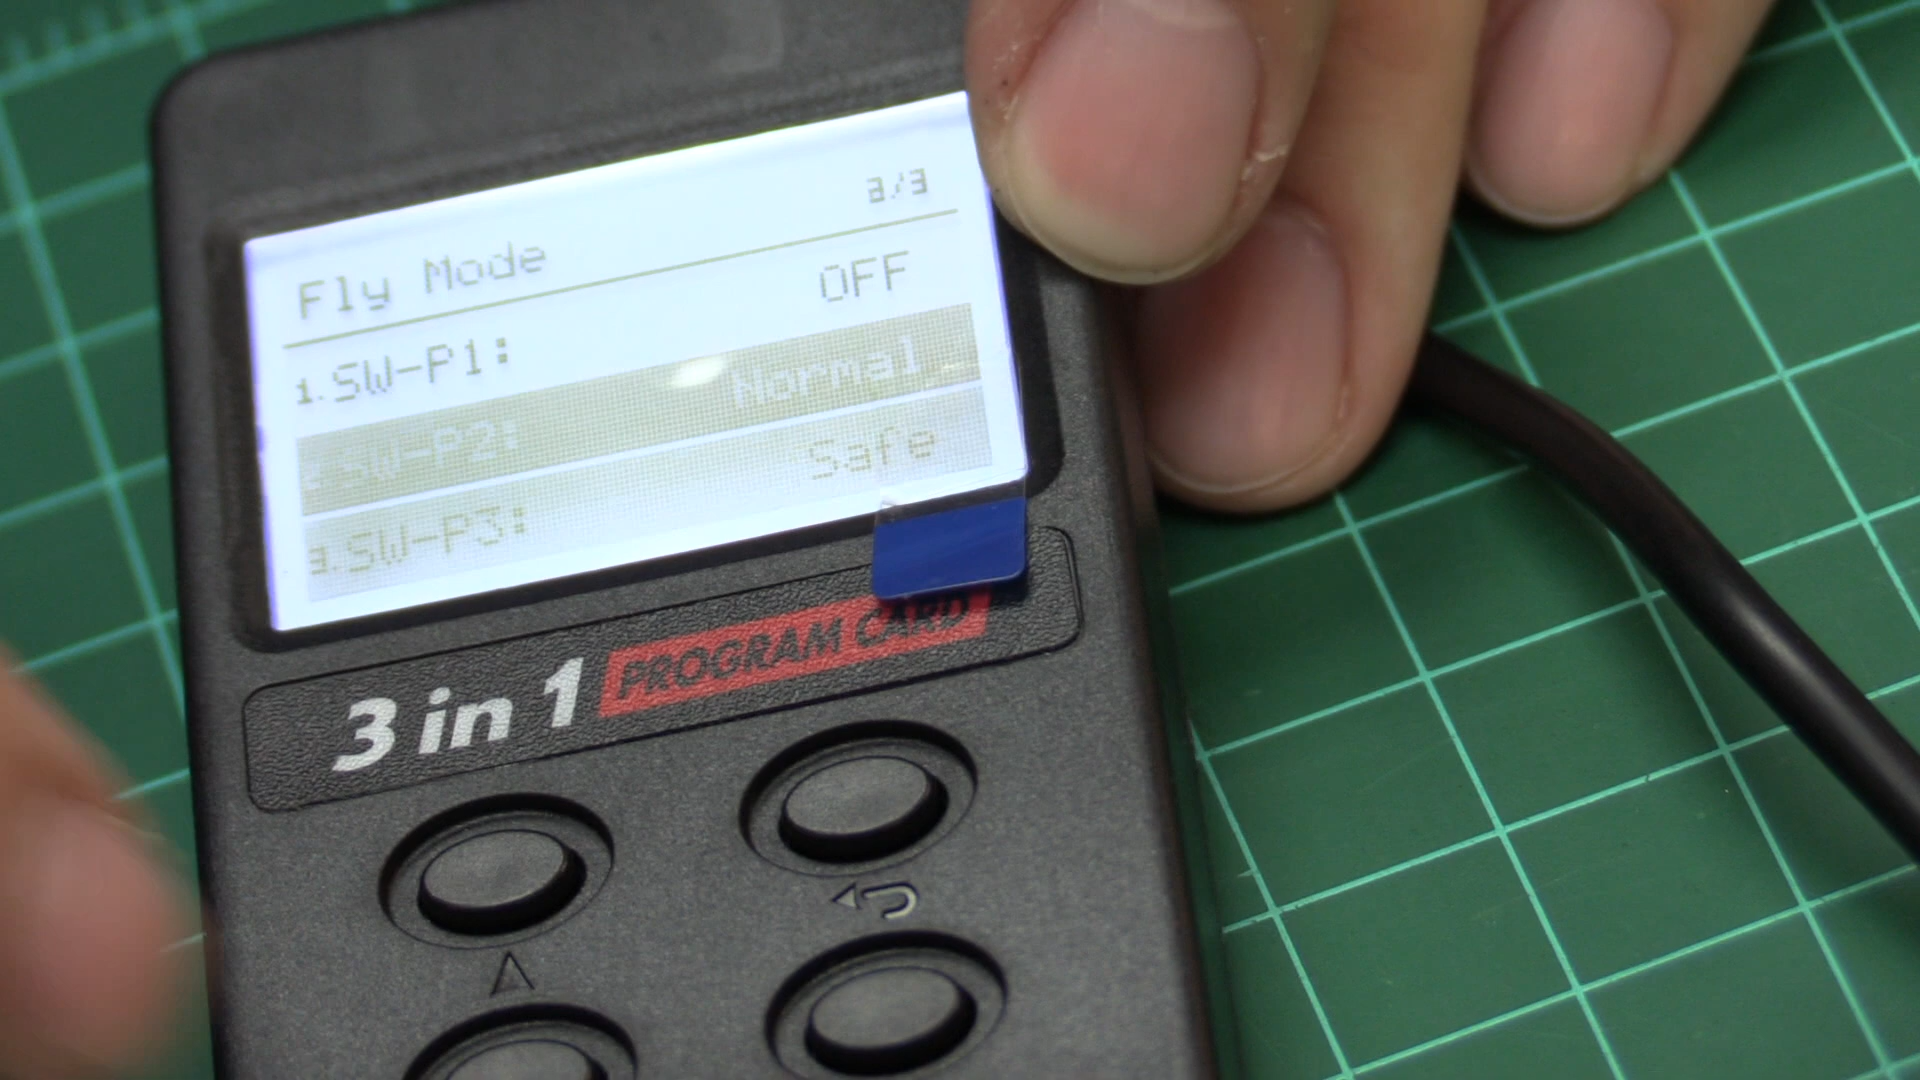 3/3
Fly Mode
1.SW-P1: OFF
2.SW-P2: Normal
3.SW-P3: Safe
3 in 1 PROGRAM CARD